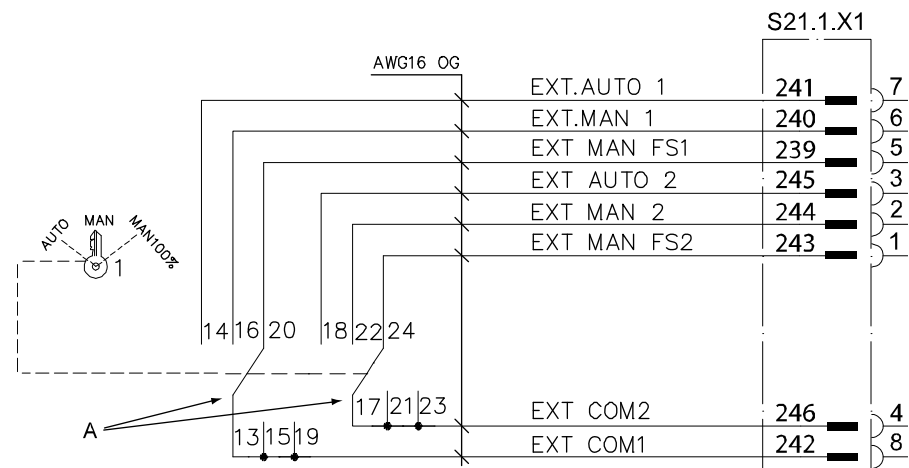 S21.1.X1
AWG16 OG
EXT.AUTO 1 241 7
EXT.MAN 1 240 6
EXT MAN FS1 239 5
EXT AUTO 2 245 3
EXT MAN 2 244 2
EXT MAN FS2 243 1
AUTO MAN MAN100%
1
14 16 20 18 22 24
A
17 21 23
EXT COM2 246 4
13 15 19
EXT COM1 242 8